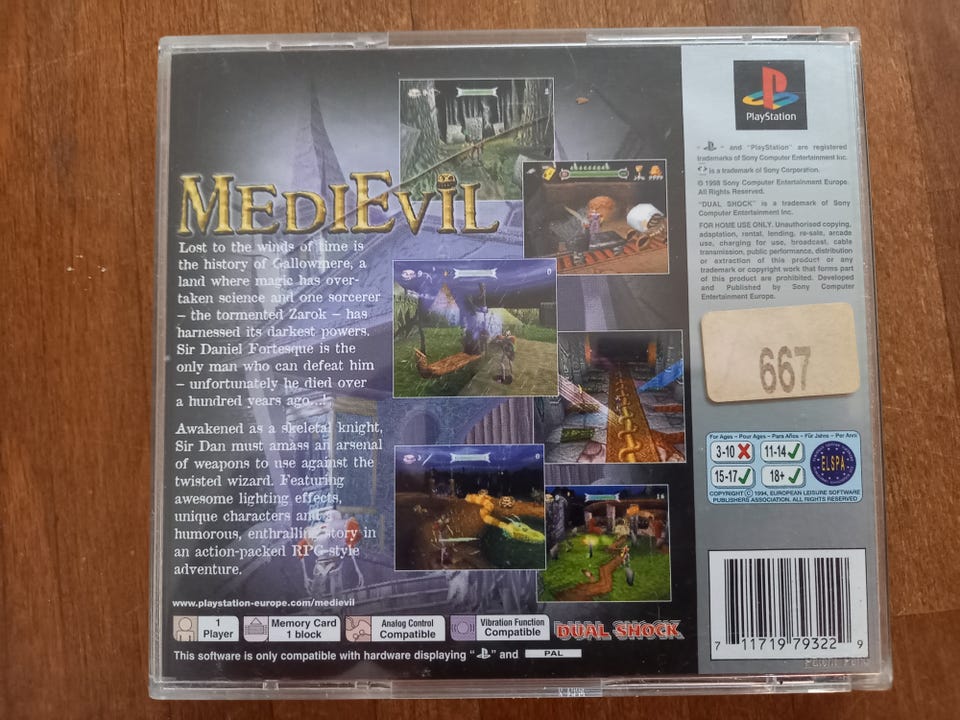 MEDIEVIL
Lost to the winds of time is
the history of Gallowmere, a
land where magic has over-
taken science and one sorcerer
– the tormented Zarok – has
harnessed its darkest powers.
Sir Daniel Fortesque is the
only man who can defeat him
– unfortunately he died over
a hundred years ago...!
Awakened as a skeletal knight,
Sir Dan must amass an arsenal
of weapons to use against the
twisted wizard. Featuring
awesome lighting effects,
unique characters and a
humorous, enthralling story in
an action-packed RPG-style
adventure.
www.playstation-europe.com/medievil
1
Player
Memory Card
1 block
Analog Control
Compatible
Vibration Function
Compatible
DUAL SHOCK
This software is only compatible with hardware displaying " " and PAL
PlayStation
" " and "PlayStation" are registered
trademarks of Sony Computer Entertainment Inc.
is a trademark of Sony Corporation.
© 1998 Sony Computer Entertainment Europe.
All Rights Reserved.
"DUAL SHOCK" is a trademark of Sony
Computer Entertainment Inc.
FOR HOME USE ONLY. Unauthorised copying,
adaptation, rental, lending, re-sale, arcade
use, charging for use, broadcast, cable
transmission, public performance, distribution
or extraction of this product or any
trademark or copyright work that forms part
of this product are prohibited. Developed
and Published by Sony Computer
Entertainment Europe.
667
For Ages – Pour Ages – Para Años – Für Jahre – Per Anni
3-10 11-14
15-17 18+
ELSPA
COPYRIGHT © 1994, EUROPEAN LEISURE SOFTWARE
PUBLISHERS ASSOCIATION. ALL RIGHTS RESERVED
7 11719 79322 9